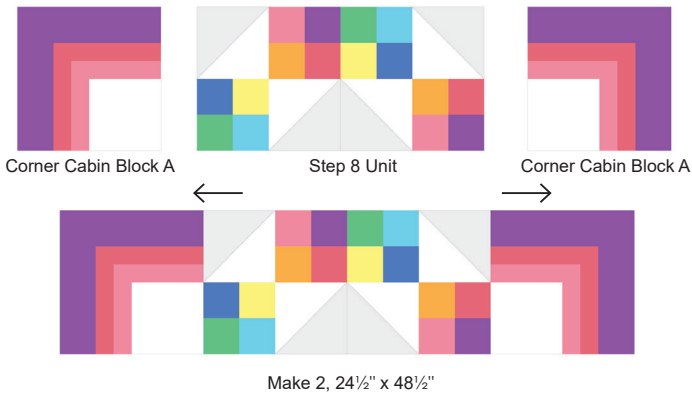 Corner Cabin Block A
Step 8 Unit
Corner Cabin Block A
Make 2, 24½" x 48½"